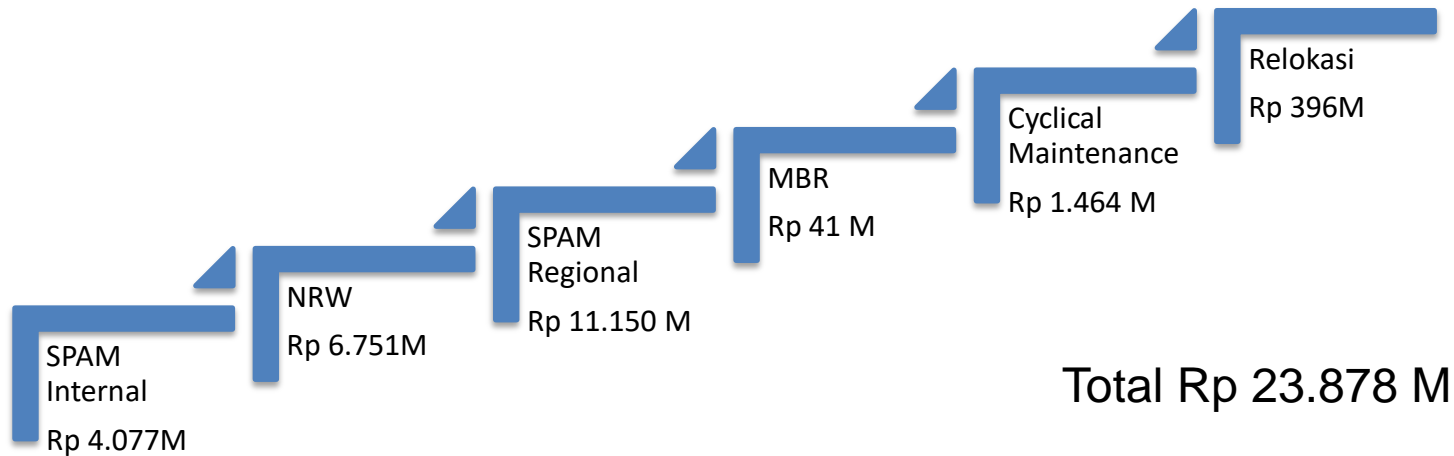 SPAM
Internal
Rp 4.077M
NRW
Rp 6.751M
SPAM
Regional
Rp 11.150 M
MBR
Rp 41 M
Cyclical
Maintenance
Rp 1.464 M
Relokasi
Rp 396M
Total Rp 23.878 M